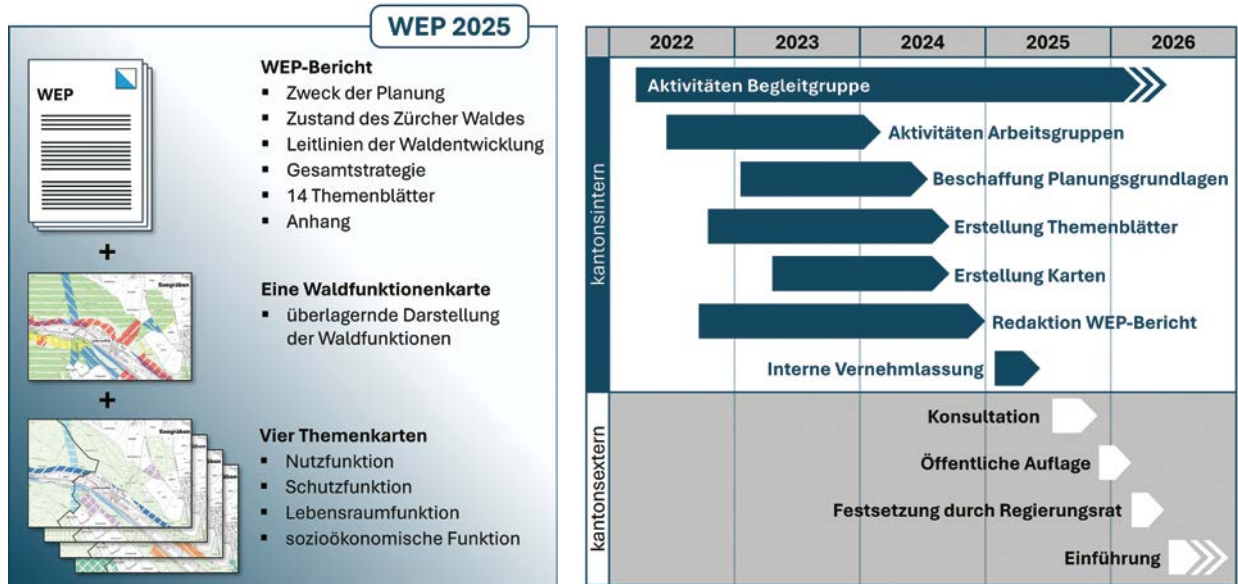 WEP 2025
WEP
WEP-Bericht
▪ Zweck der Planung
▪ Zustand des Zürcher Waldes
▪ Leitlinien der Waldentwicklung
▪ Gesamtstrategie
▪ 14 Themenblätter
▪ Anhang
+
Seegräben
Eine Waldfunktionenkarte
▪ überlagernde Darstellung
der Waldfunktionen
+
Seegräben
Vier Themenkarten
▪ Nutzfunktion
▪ Schutzfunktion
▪ Lebensraumfunktion
▪ sozioökonomische Funktion
2022 2023 2024 2025 2026
kantonsintern
Aktivitäten Begleitgruppe
Aktivitäten Arbeitsgruppen
Beschaffung Planungsgrundlagen
Erstellung Themenblätter
Erstellung Karten
Redaktion WEP-Bericht
Interne Vernehmlassung
kantonsextern
Konsultation
Öffentliche Auflage
Festsetzung durch Regierungsrat
Einführung